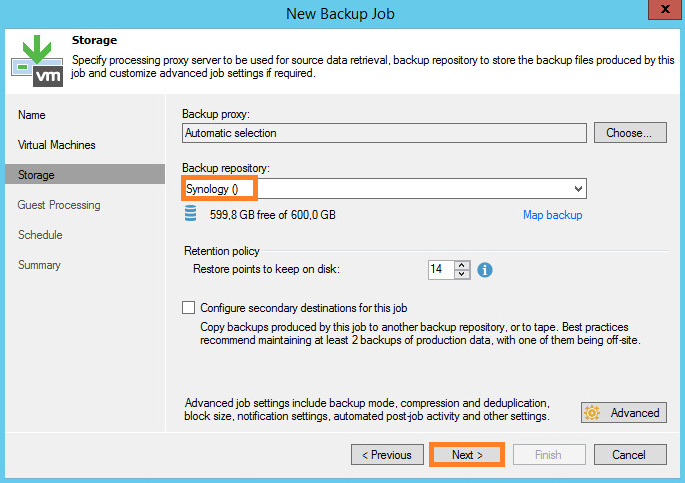 New Backup Job
x
Storage
Specify processing proxy server to be used for source data retrieval, backup repository to store the backup files produced by this
job and customize advanced job settings if required.
vm
Name
Virtual Machines
Storage
Guest Processing
Schedule
Summary
Backup proxy:
Automatic selection
Choose...
Backup repository:
Synology ()
599,8 GB free of 600,0 GB
Map backup
Retention policy
Restore points to keep on disk:
14
i
Configure secondary destinations for this job
Copy backups produced by this job to another backup repository, or to tape. Best practices
recommend maintaining at least 2 backups of production data, with one of them being off-site.
Advanced job settings include backup mode, compression and deduplication,
block size, notification settings, automated post-job activity and other settings.
Advanced
< Previous
Next >
Finish
Cancel